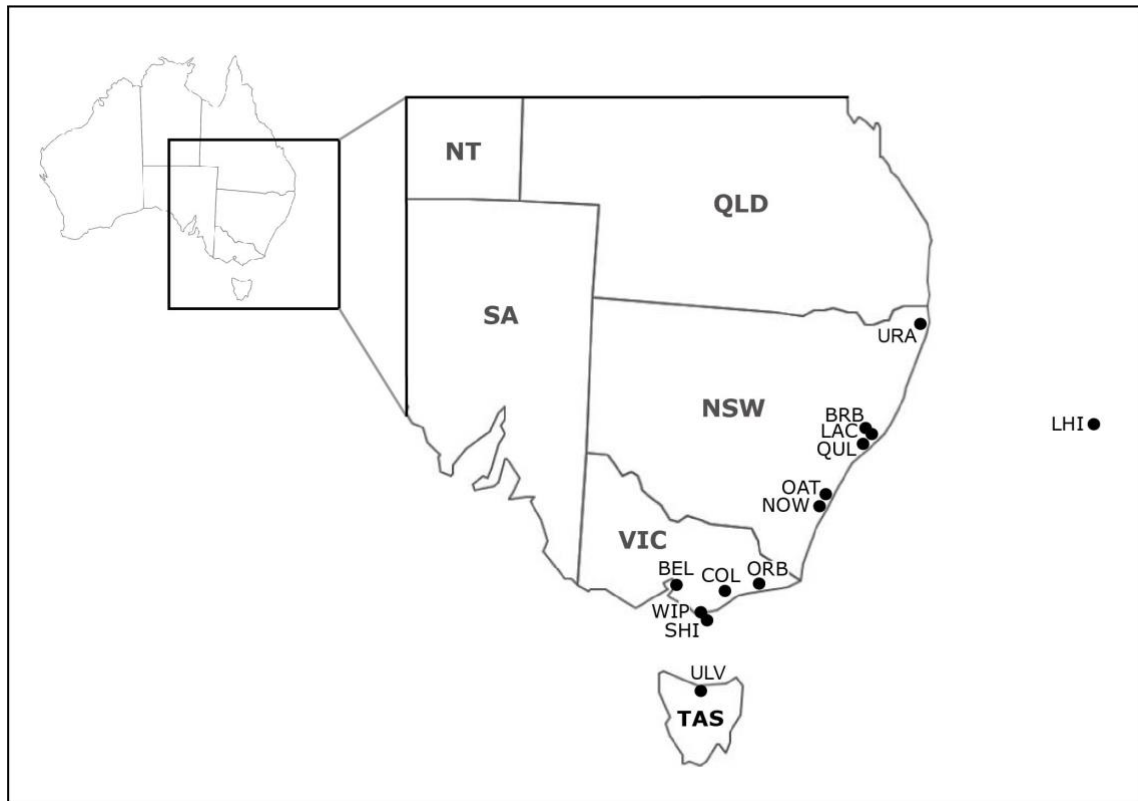 NT
QLD
SA
URA
NSW
BRB
LHI
LAC
QUL
OAT
NOW
VIC
BEL
COL
ORB
WIP
SHI
ULV
TAS